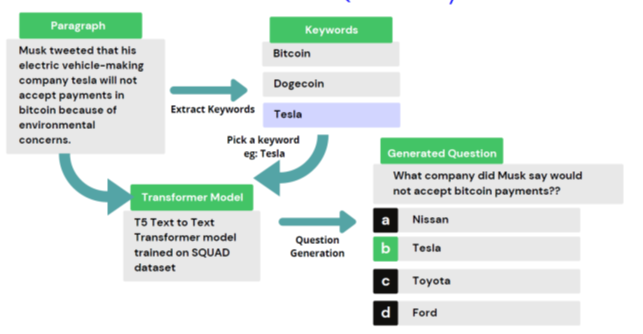 Paragraph
Musk tweeted that his
electric vehicle-making
company tesla will not
accept payments in
bitcoin because of
environmental
concerns.
Extract Keywords
Keywords
Bitcoin
Dogecoin
Tesla
Pick a keyword
eg: Tesla
Transformer Model
T5 Text to Text
Transformer model
trained on SQUAD
dataset
Question
Generation
Generated Question
What company did Musk say would
not accept bitcoin payments??
a Nissan
b Tesla
c Toyota
d Ford